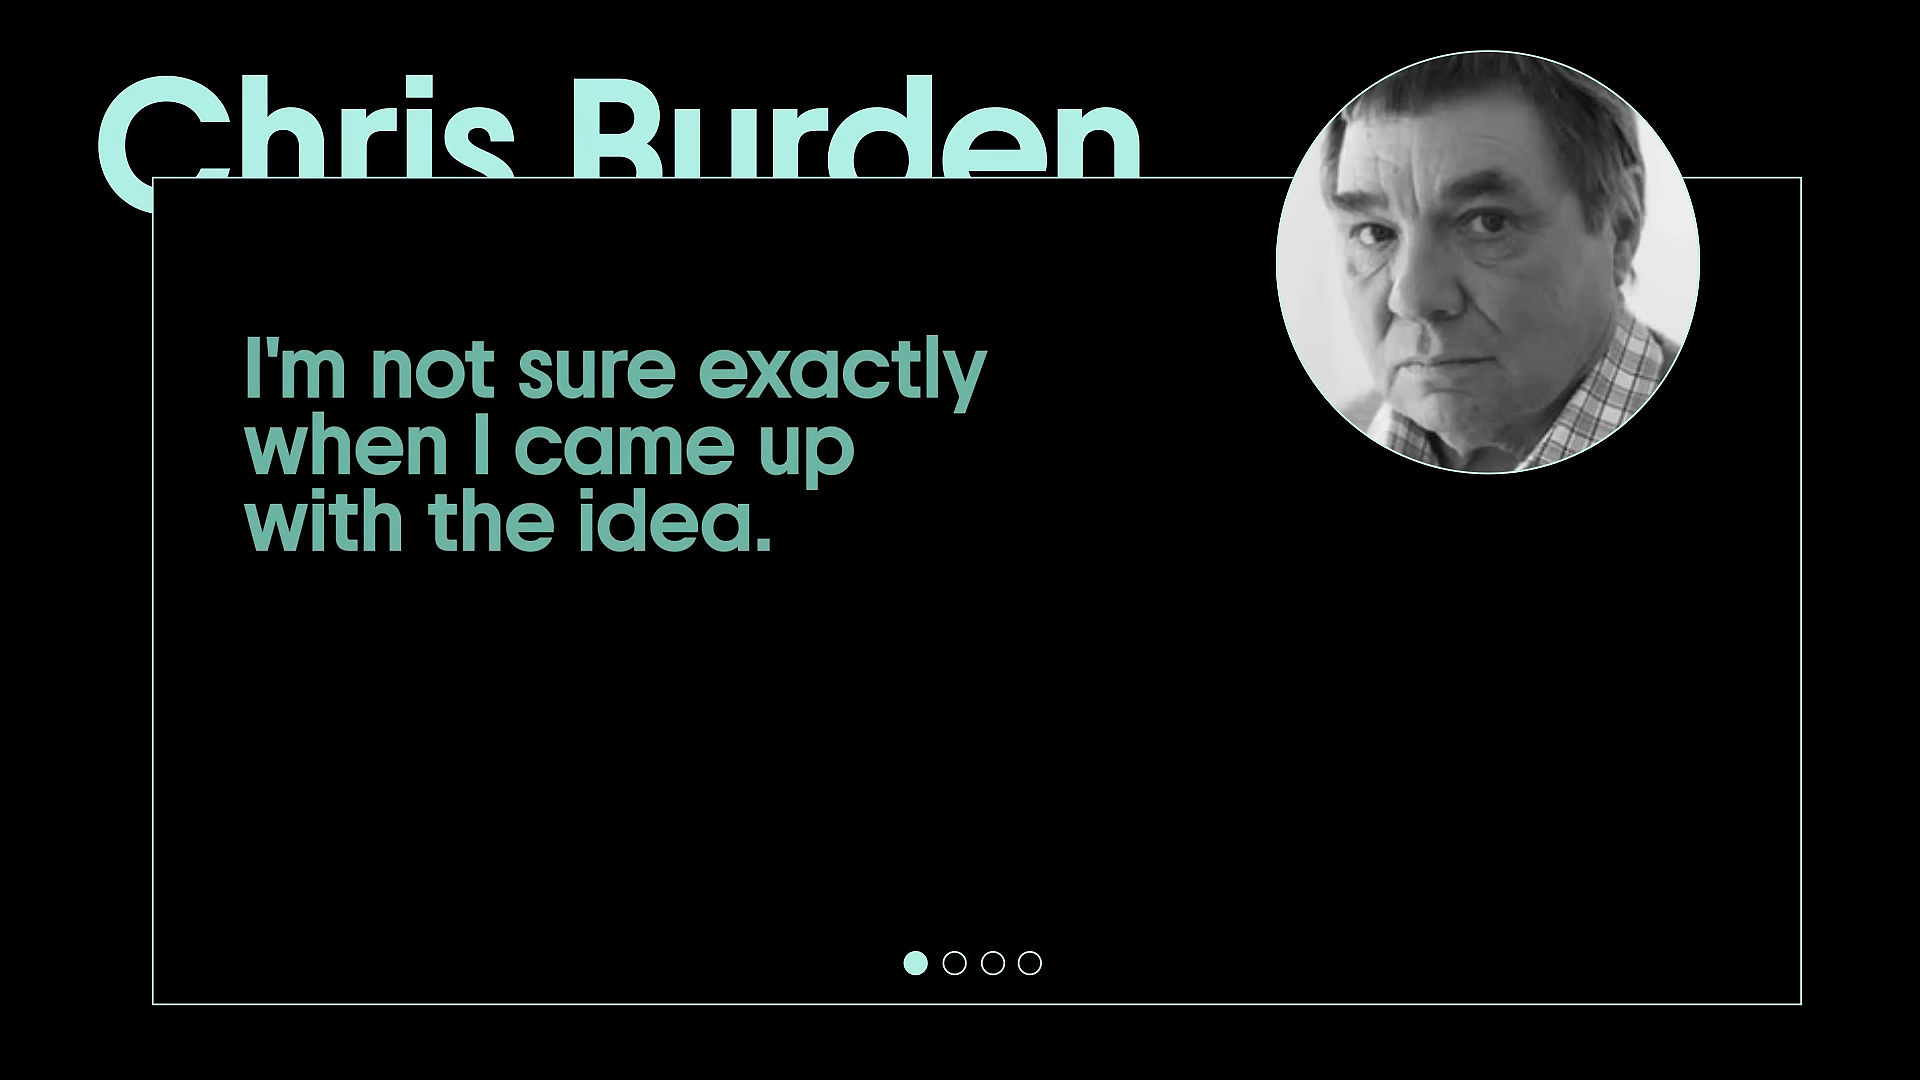 Chris Burden
I'm not sure exactly
when I came up
with the idea.